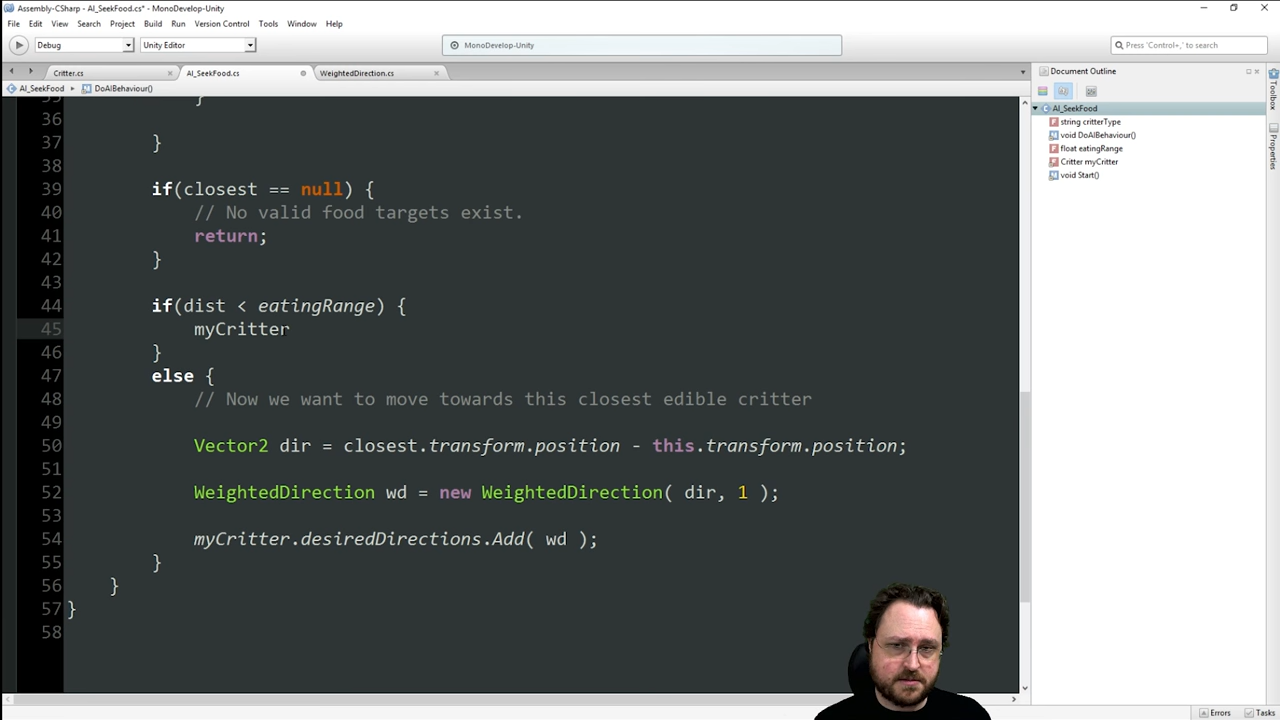 Assembly-CSharp - AI_SeekFood.cs* - MonoDevelop-Unity
File Edit View Search Project Build Run Version Control Tools Window Help
Debug Unity Editor MonoDevelop-Unity Press 'Control+,' to search
Critter.cs AI_SeekFood.cs WeightedDirection.cs
AI_SeekFood DoAIBehaviour()
Document Outline
AI_SeekFood
string critterType
void DoAIBehaviour()
float eatingRange
Critter myCritter
void Start()
Toolbox
Properties
35 }
36
37 }
38
39 if(closest == null) {
40 // No valid food targets exist.
41 return;
42 }
43
44 if(dist < eatingRange) {
45 myCritter
46 }
47 else {
48 // Now we want to move towards this closest edible critter
49
50 Vector2 dir = closest.transform.position - this.transform.position;
51
52 WeightedDirection wd = new WeightedDirection( dir, 1 );
53
54 myCritter.desiredDirections.Add( wd );
55 }
56 }
57 }
58
Errors Tasks